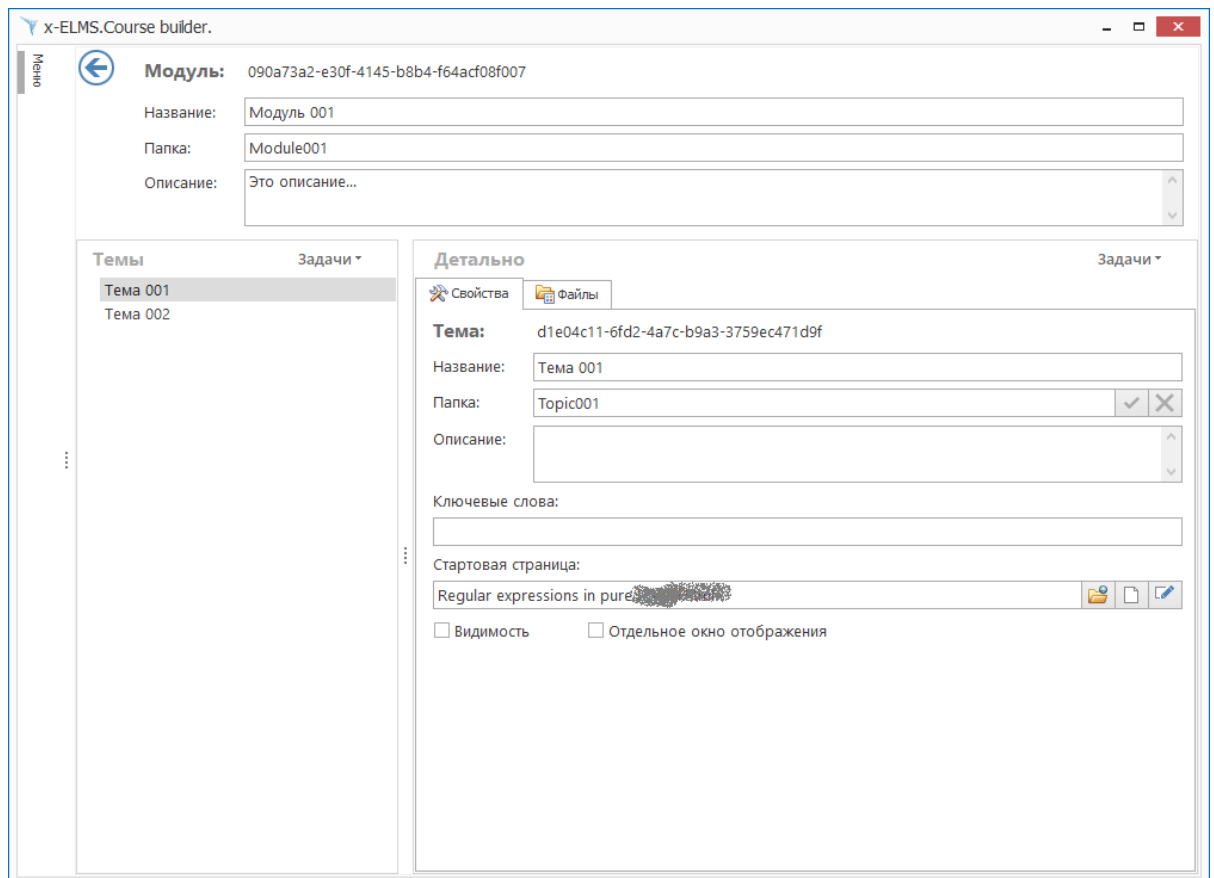 x-ELMS.Course builder.
Меню
Модуль: 090a73a2-e30f-4145-b8b4-f64acf08f007
Название: Модуль 001
Папка: Module001
Описание: Это описание...
Темы Задачи
Тема 001
Тема 002
Детально Задачи
Свойства Файлы
Тема: d1e04c11-6fd2-4a7c-b9a3-3759ec471d9f
Название: Тема 001
Папка: Topic001
Описание:
Ключевые слова:
Стартовая страница:
Regular expressions in pure
Видимость Отдельное окно отображения